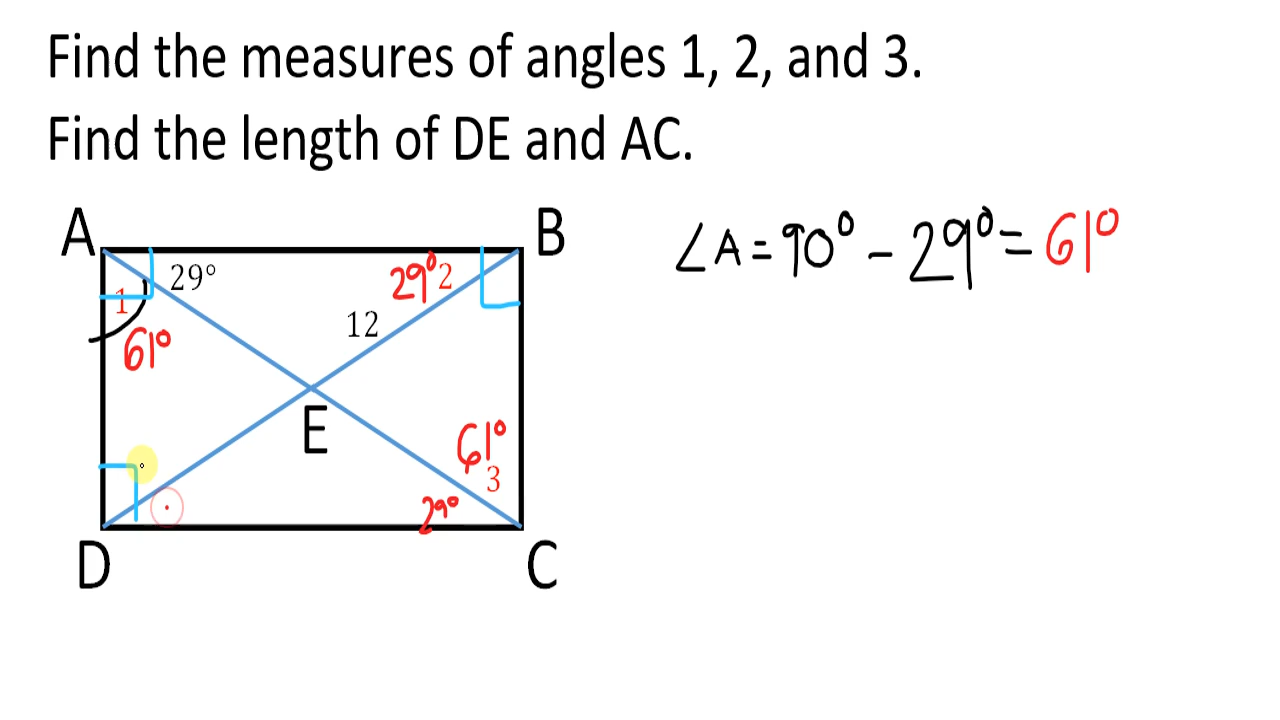 Find the measures of angles 1, 2, and 3.
Find the length of DE and AC.
A
B
∠A = 90° - 29° = 61°
29°
29° 2
1
12
61°
E
61°
3
29°
D
C